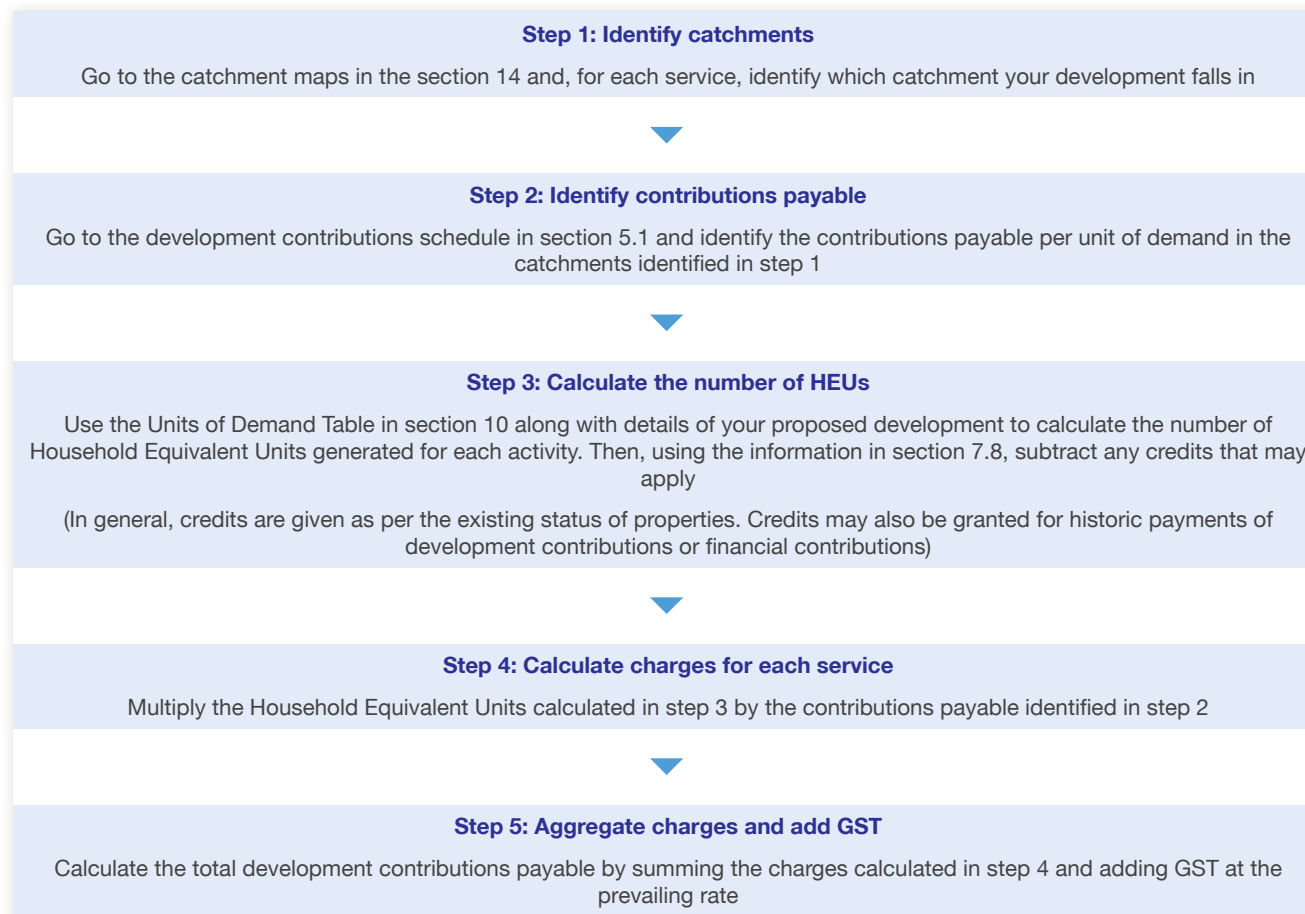 Step 1: Identify catchments
Go to the catchment maps in the section 14 and, for each service, identify which catchment your development falls in
Step 2: Identify contributions payable
Go to the development contributions schedule in section 5.1 and identify the contributions payable per unit of demand in the
catchments identified in step 1
Step 3: Calculate the number of HEUs
Use the Units of Demand Table in section 10 along with details of your proposed development to calculate the number of
Household Equivalent Units generated for each activity. Then, using the information in section 7.8, subtract any credits that may
apply
(In general, credits are given as per the existing status of properties. Credits may also be granted for historic payments of
development contributions or financial contributions)
Step 4: Calculate charges for each service
Multiply the Household Equivalent Units calculated in step 3 by the contributions payable identified in step 2
Step 5: Aggregate charges and add GST
Calculate the total development contributions payable by summing the charges calculated in step 4 and adding GST at the
prevailing rate